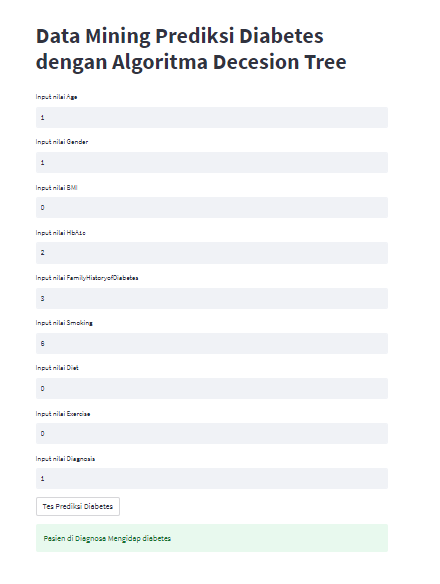 Data Mining Prediksi Diabetes
dengan Algoritma Decesion Tree
Input nilai Age
1
Input nilai Gender
1
Input nilai BMI
0
Input nilai HbA1c
2
Input nilai FamilyHistoryofDiabetes
3
Input nilai Smoking
6
Input nilai Diet
0
Input nilai Exercise
0
Input nilai Diagnosis
1
Tes Prediksi Diabetes
Pasien di Diagnosa Mengidap diabetes